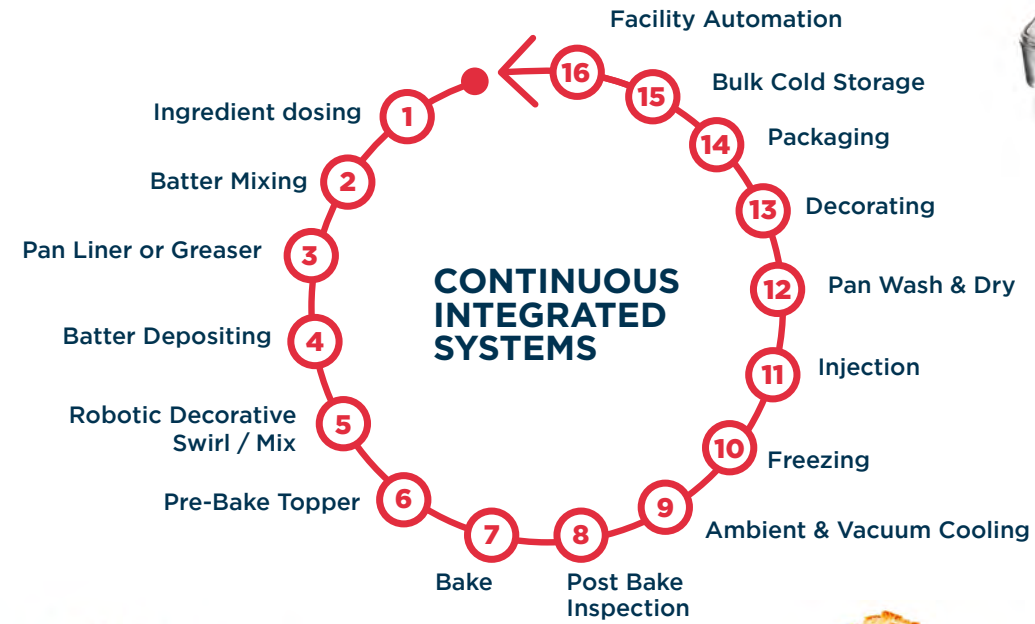 CONTINUOUS
INTEGRATED
SYSTEMS
1
Ingredient dosing
2
Batter Mixing
3
Pan Liner or Greaser
4
Batter Depositing
5
Robotic Decorative
Swirl / Mix
6
Pre-Bake Topper
7
Bake
8
Post Bake
Inspection
9
Ambient & Vacuum Cooling
10
Freezing
11
Injection
12
Pan Wash & Dry
13
Decorating
14
Packaging
15
Bulk Cold Storage
16
Facility Automation